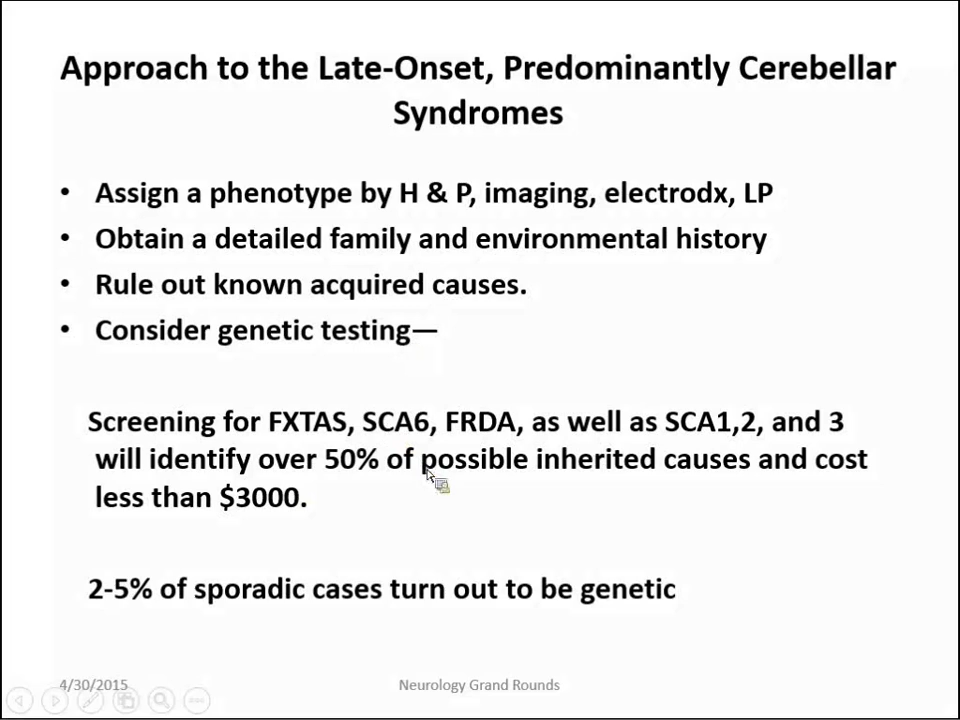 Approach to the Late-Onset, Predominantly Cerebellar
Syndromes
• Assign a phenotype by H & P, imaging, electrodx, LP
• Obtain a detailed family and environmental history
• Rule out known acquired causes.
• Consider genetic testing—
Screening for FXTAS, SCA6, FRDA, as well as SCA1,2, and 3
will identify over 50% of possible inherited causes and cost
less than $3000.
2-5% of sporadic cases turn out to be genetic
4/30/2015
Neurology Grand Rounds